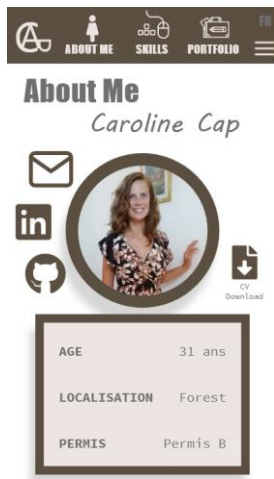 FR
ABOUT ME SKILLS PORTFOLIO
About Me
Caroline Cap
CV
Download
AGE 31 ans
LOCALISATION Forest
PERMIS Permis B